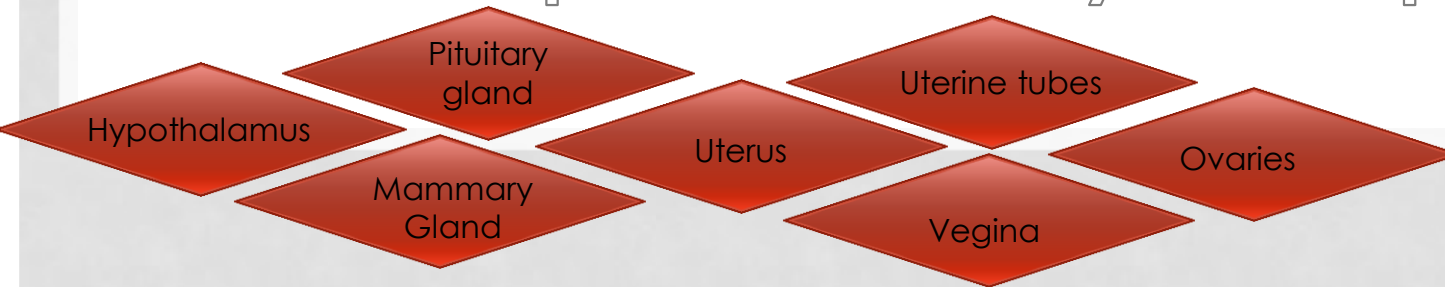 Pituitary
gland
Uterine tubes
Hypothalamus
Uterus
Ovaries
Mammary
Gland
Vegina